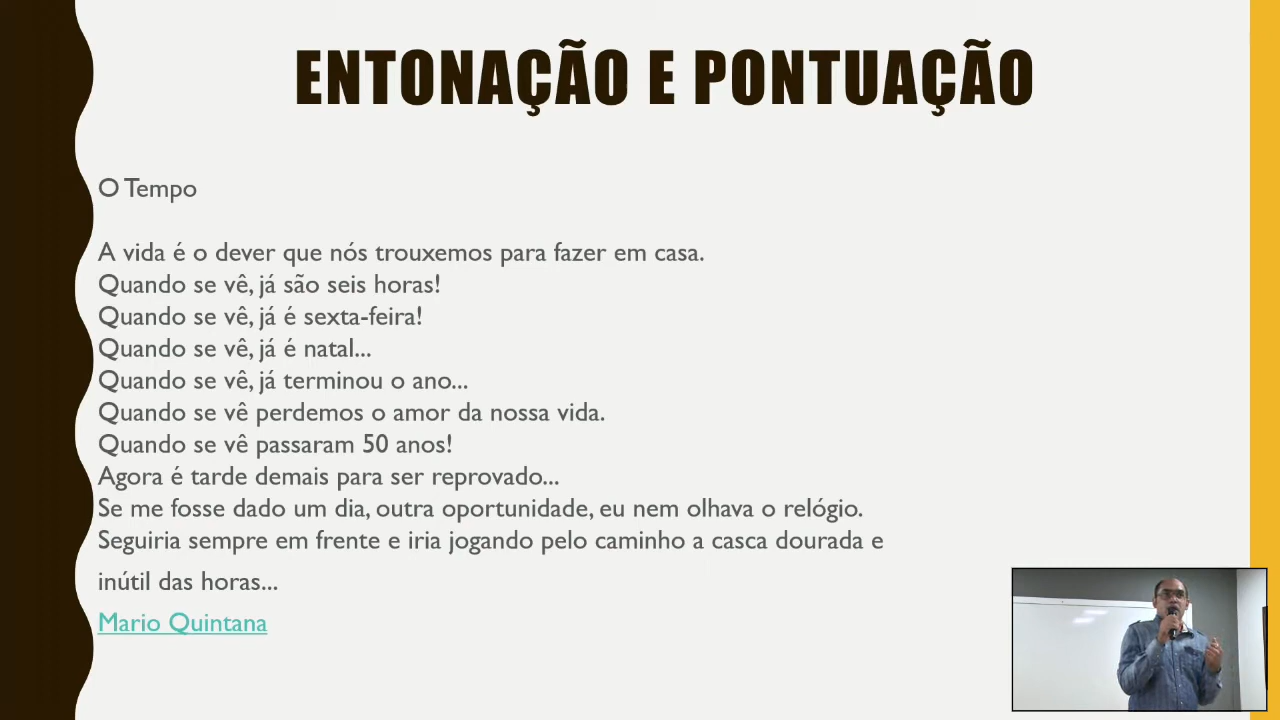 ENTONAÇÃO E PONTUAÇÃO
O Tempo
A vida é o dever que nós trouxemos para fazer em casa.
Quando se vê, já são seis horas!
Quando se vê, já é sexta-feira!
Quando se vê, já é natal...
Quando se vê, já terminou o ano...
Quando se vê perdemos o amor da nossa vida.
Quando se vê passaram 50 anos!
Agora é tarde demais para ser reprovado...
Se me fosse dado um dia, outra oportunidade, eu nem olhava o relógio.
Seguiria sempre em frente e iria jogando pelo caminho a casca dourada e
inútil das horas...
Mario Quintana